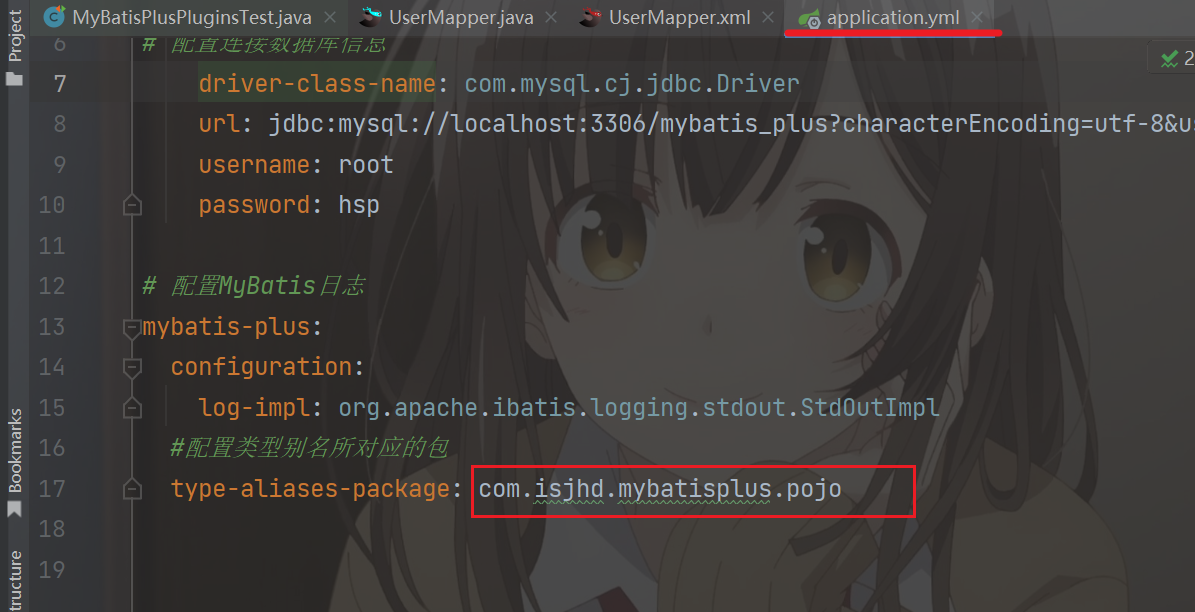 MyBatisPlusPluginsTest.java
UserMapper.java
UserMapper.xml
application.yml
Project
Bookmarks
tructure
2
6 # 配置连接数据库信息
7 driver-class-name: com.mysql.cj.jdbc.Driver
8 url: jdbc:mysql://localhost:3306/mybatis_plus?characterEncoding=utf-8&us
9 username: root
10 password: hsp
11
12 # 配置MyBatis日志
13 mybatis-plus:
14 configuration:
15 log-impl: org.apache.ibatis.logging.stdout.StdOutImpl
16 #配置类型别名所对应的包
17 type-aliases-package: com.isjhd.mybatisplus.pojo
18
19